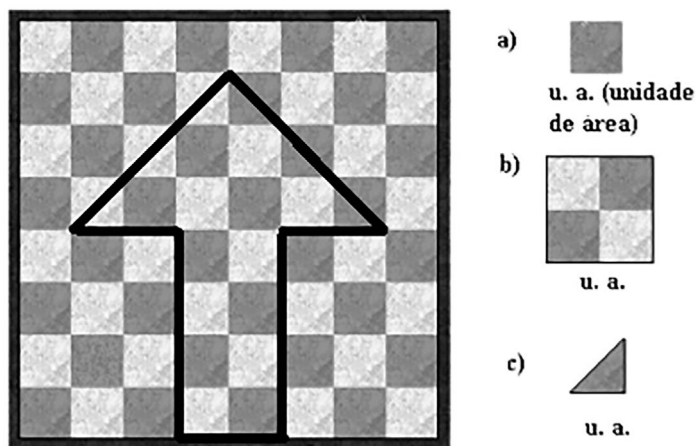 a)
u. a. (unidade
de área)
b)
u. a.
c)
u. a.